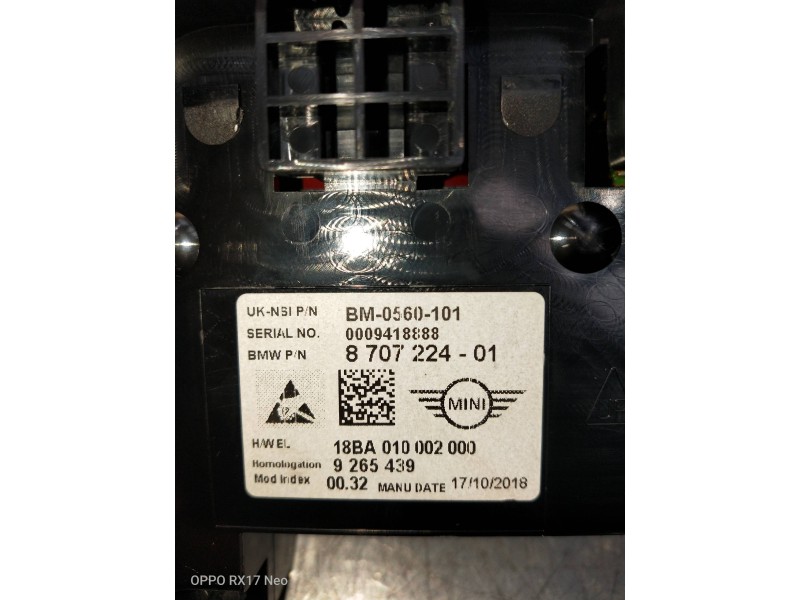 UK-NSI P/N BM-0560-101
SERIAL NO. 0009418888
BMW P/N 8 707 224 - 01
MINI
H/W EL 18BA 010 002 000
Homologation 9 265 439
Mod Index 00.32 MANU DATE 17/10/2018
OPPO RX17 Neo